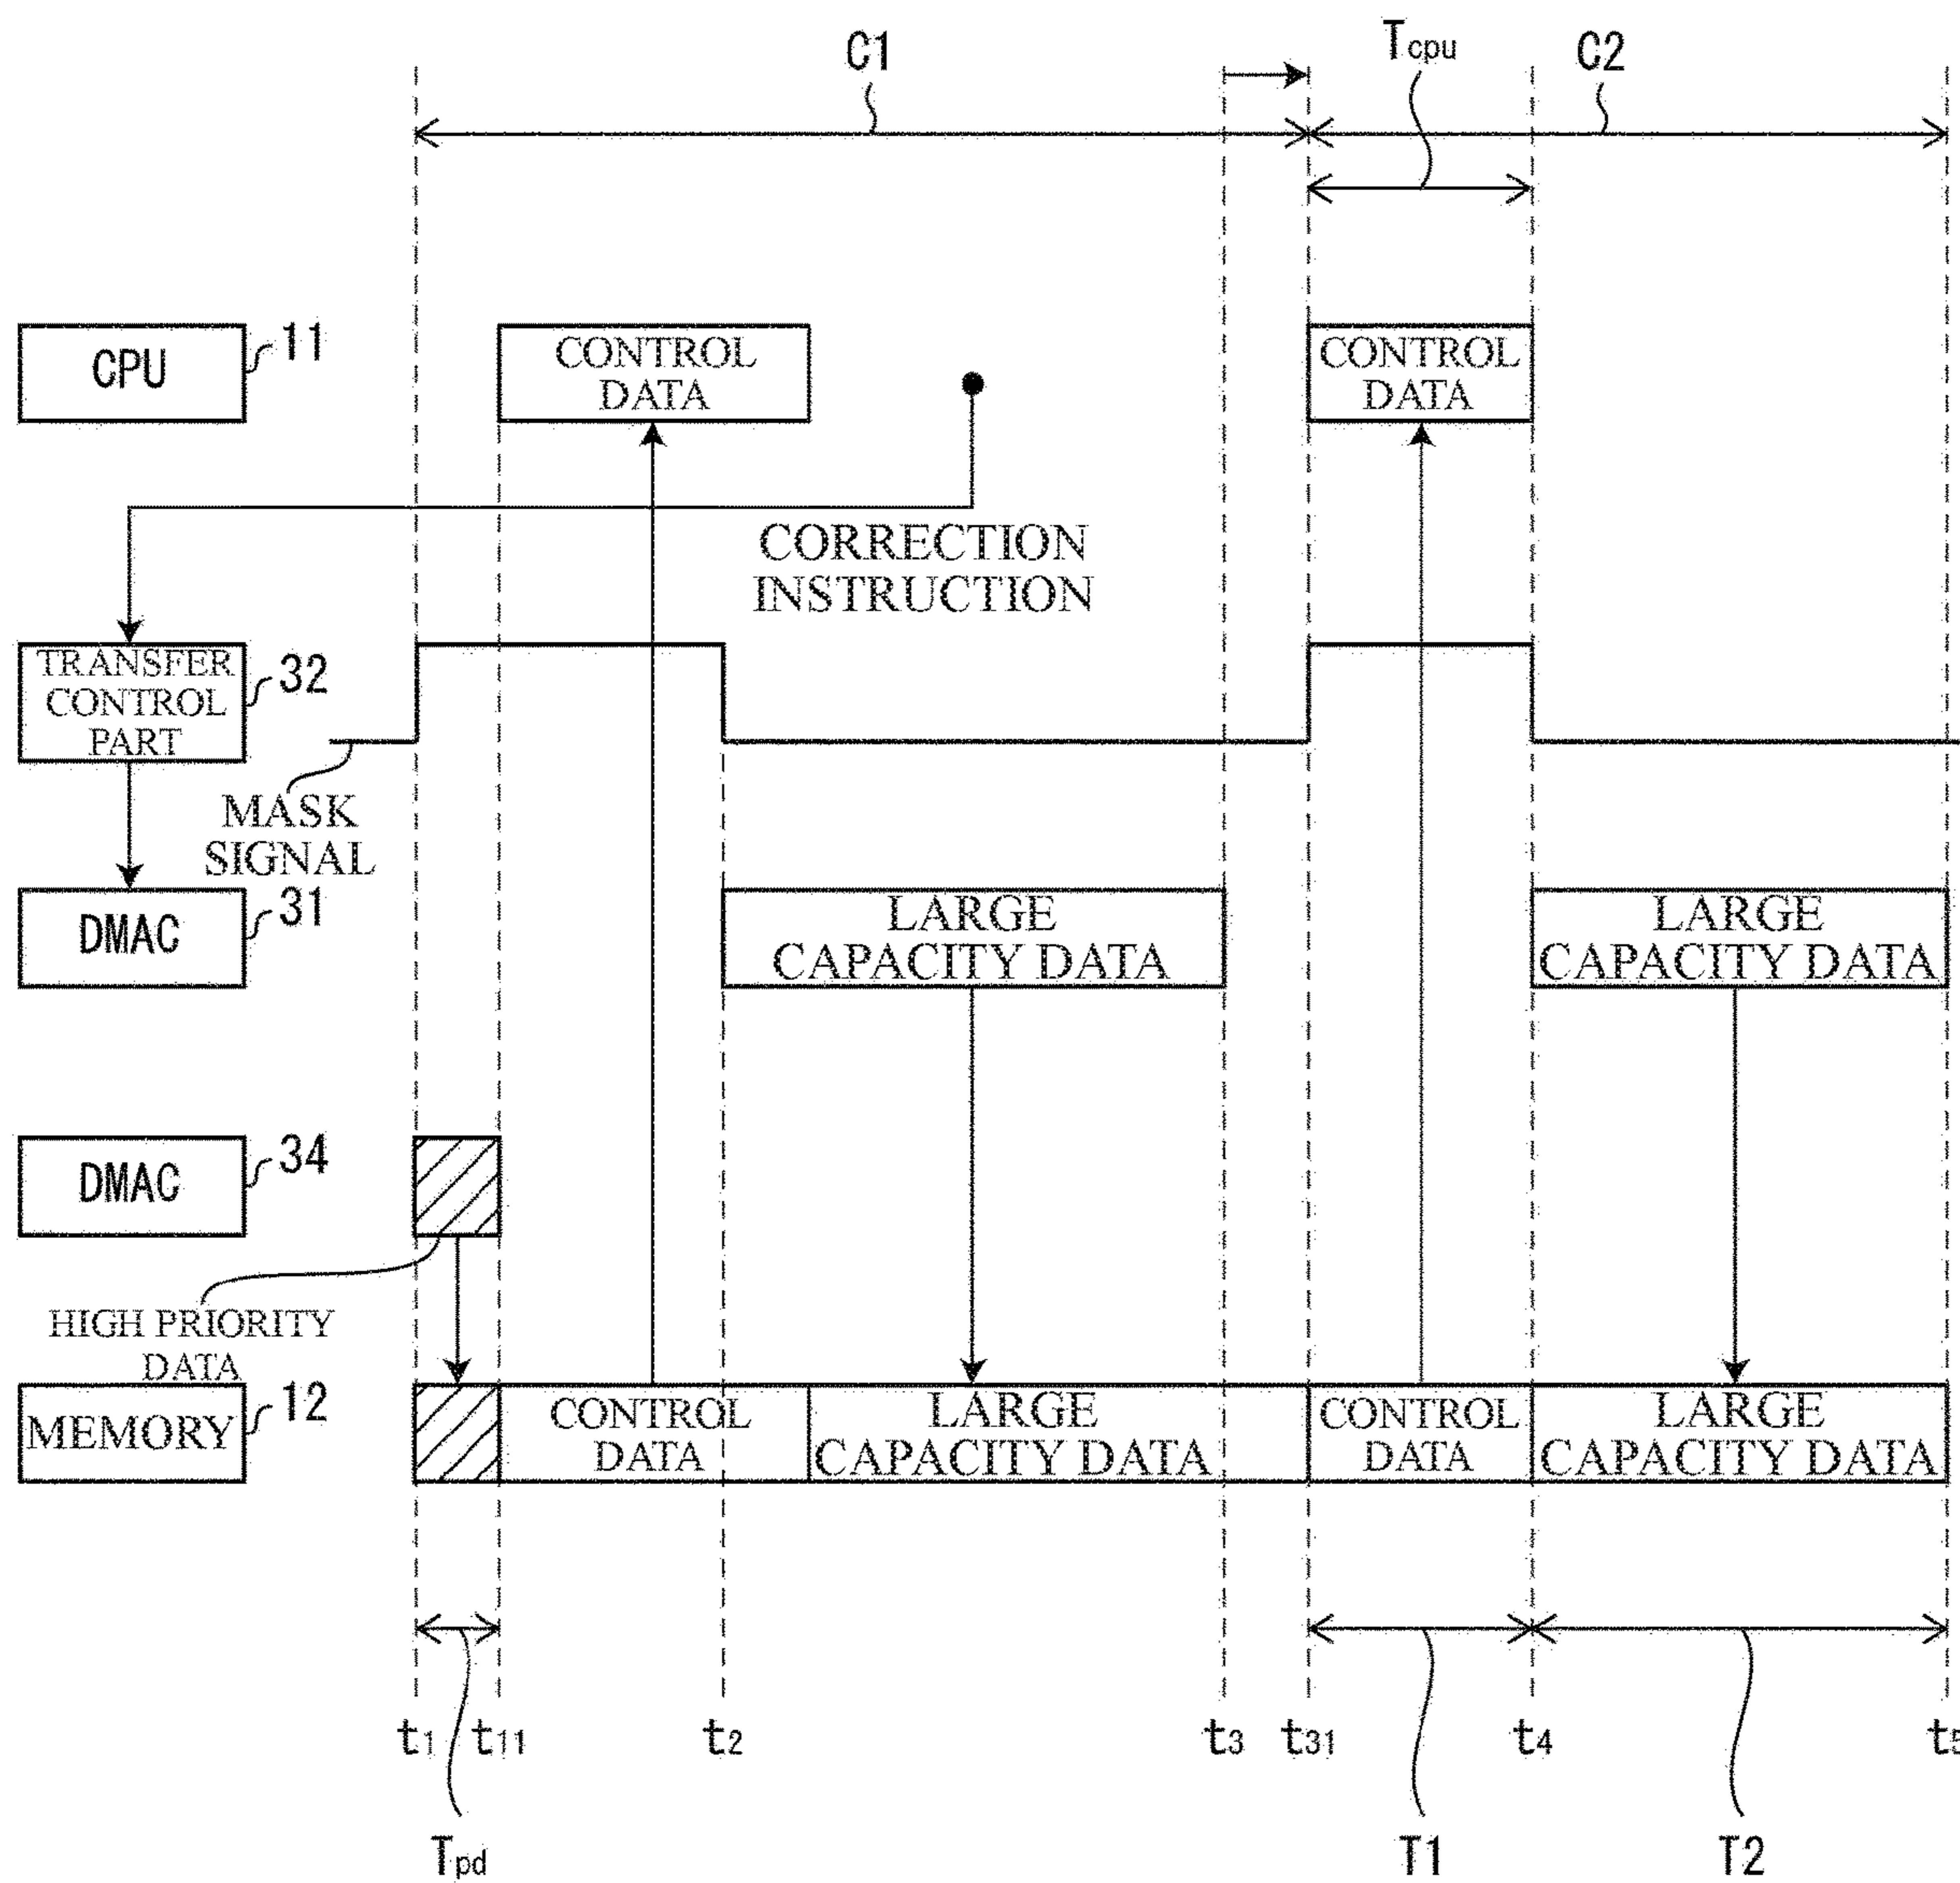 C1
Tcpu
C2
CPU
11
CONTROL
DATA
CONTROL
DATA
CORRECTION
INSTRUCTION
TRANSFER
CONTROL
PART
32
MASK
SIGNAL
DMAC
31
LARGE
CAPACITY DATA
LARGE
CAPACITY DATA
DMAC
34
HIGH PRIORITY
DATA
MEMORY
12
CONTROL
DATA
LARGE
CAPACITY DATA
CONTROL
DATA
LARGE
CAPACITY DATA
t1 t11 t2 t3 t31 t4 t5
Tpd
T1
T2